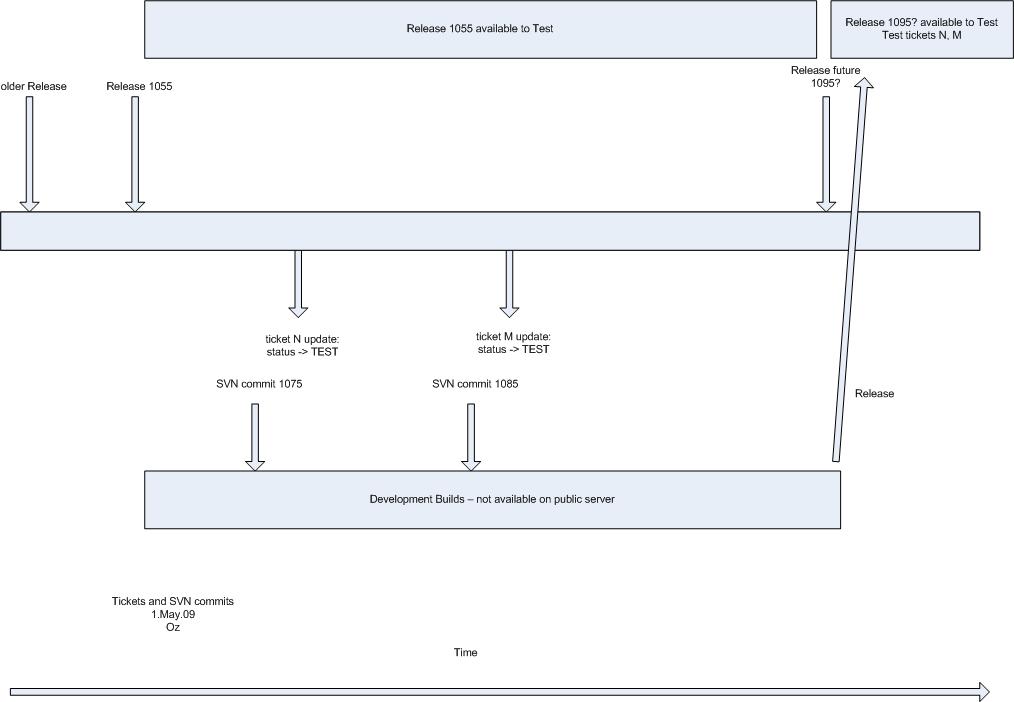 Release 1055 available to Test
Release 1095? available to Test
Test tickets N, M
older Release
Release 1055
Release future
1095?
ticket N update:
status -> TEST
ticket M update:
status -> TEST
SVN commit 1075
SVN commit 1085
Release
Development Builds – not available on public server
Tickets and SVN commits
1.May.09
Oz
Time